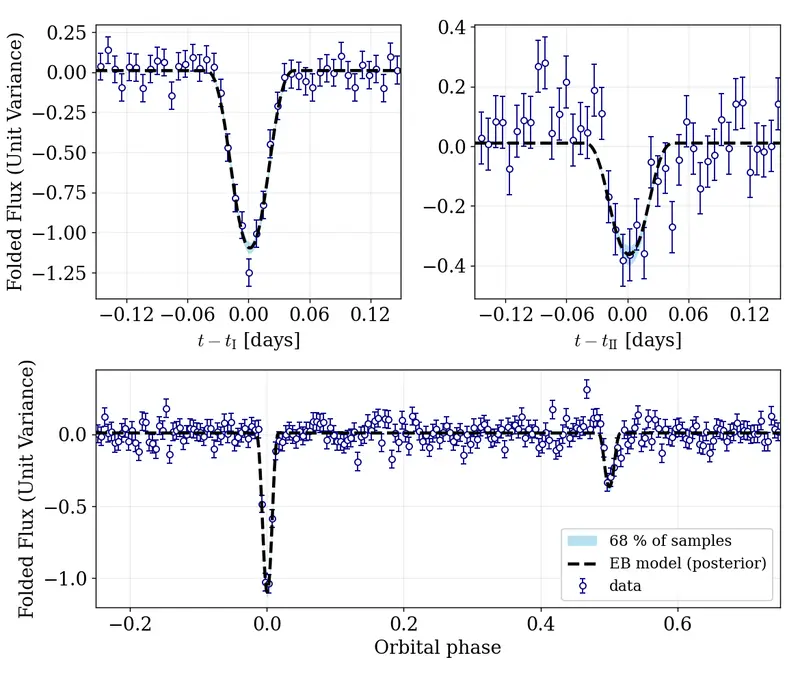 Folded Flux (Unit Variance)
0.25
0.00
−0.25
−0.50
−0.75
−1.00
−1.25
−0.12 −0.06 0.00 0.06 0.12
t − tI [days]
0.4
0.2
0.0
−0.2
−0.4
−0.12 −0.06 0.00 0.06 0.12
t − tII [days]
Folded Flux (Unit Variance)
0.0
−0.5
−1.0
−0.2 0.0 0.2 0.4 0.6
Orbital phase
68 % of samples
EB model (posterior)
data